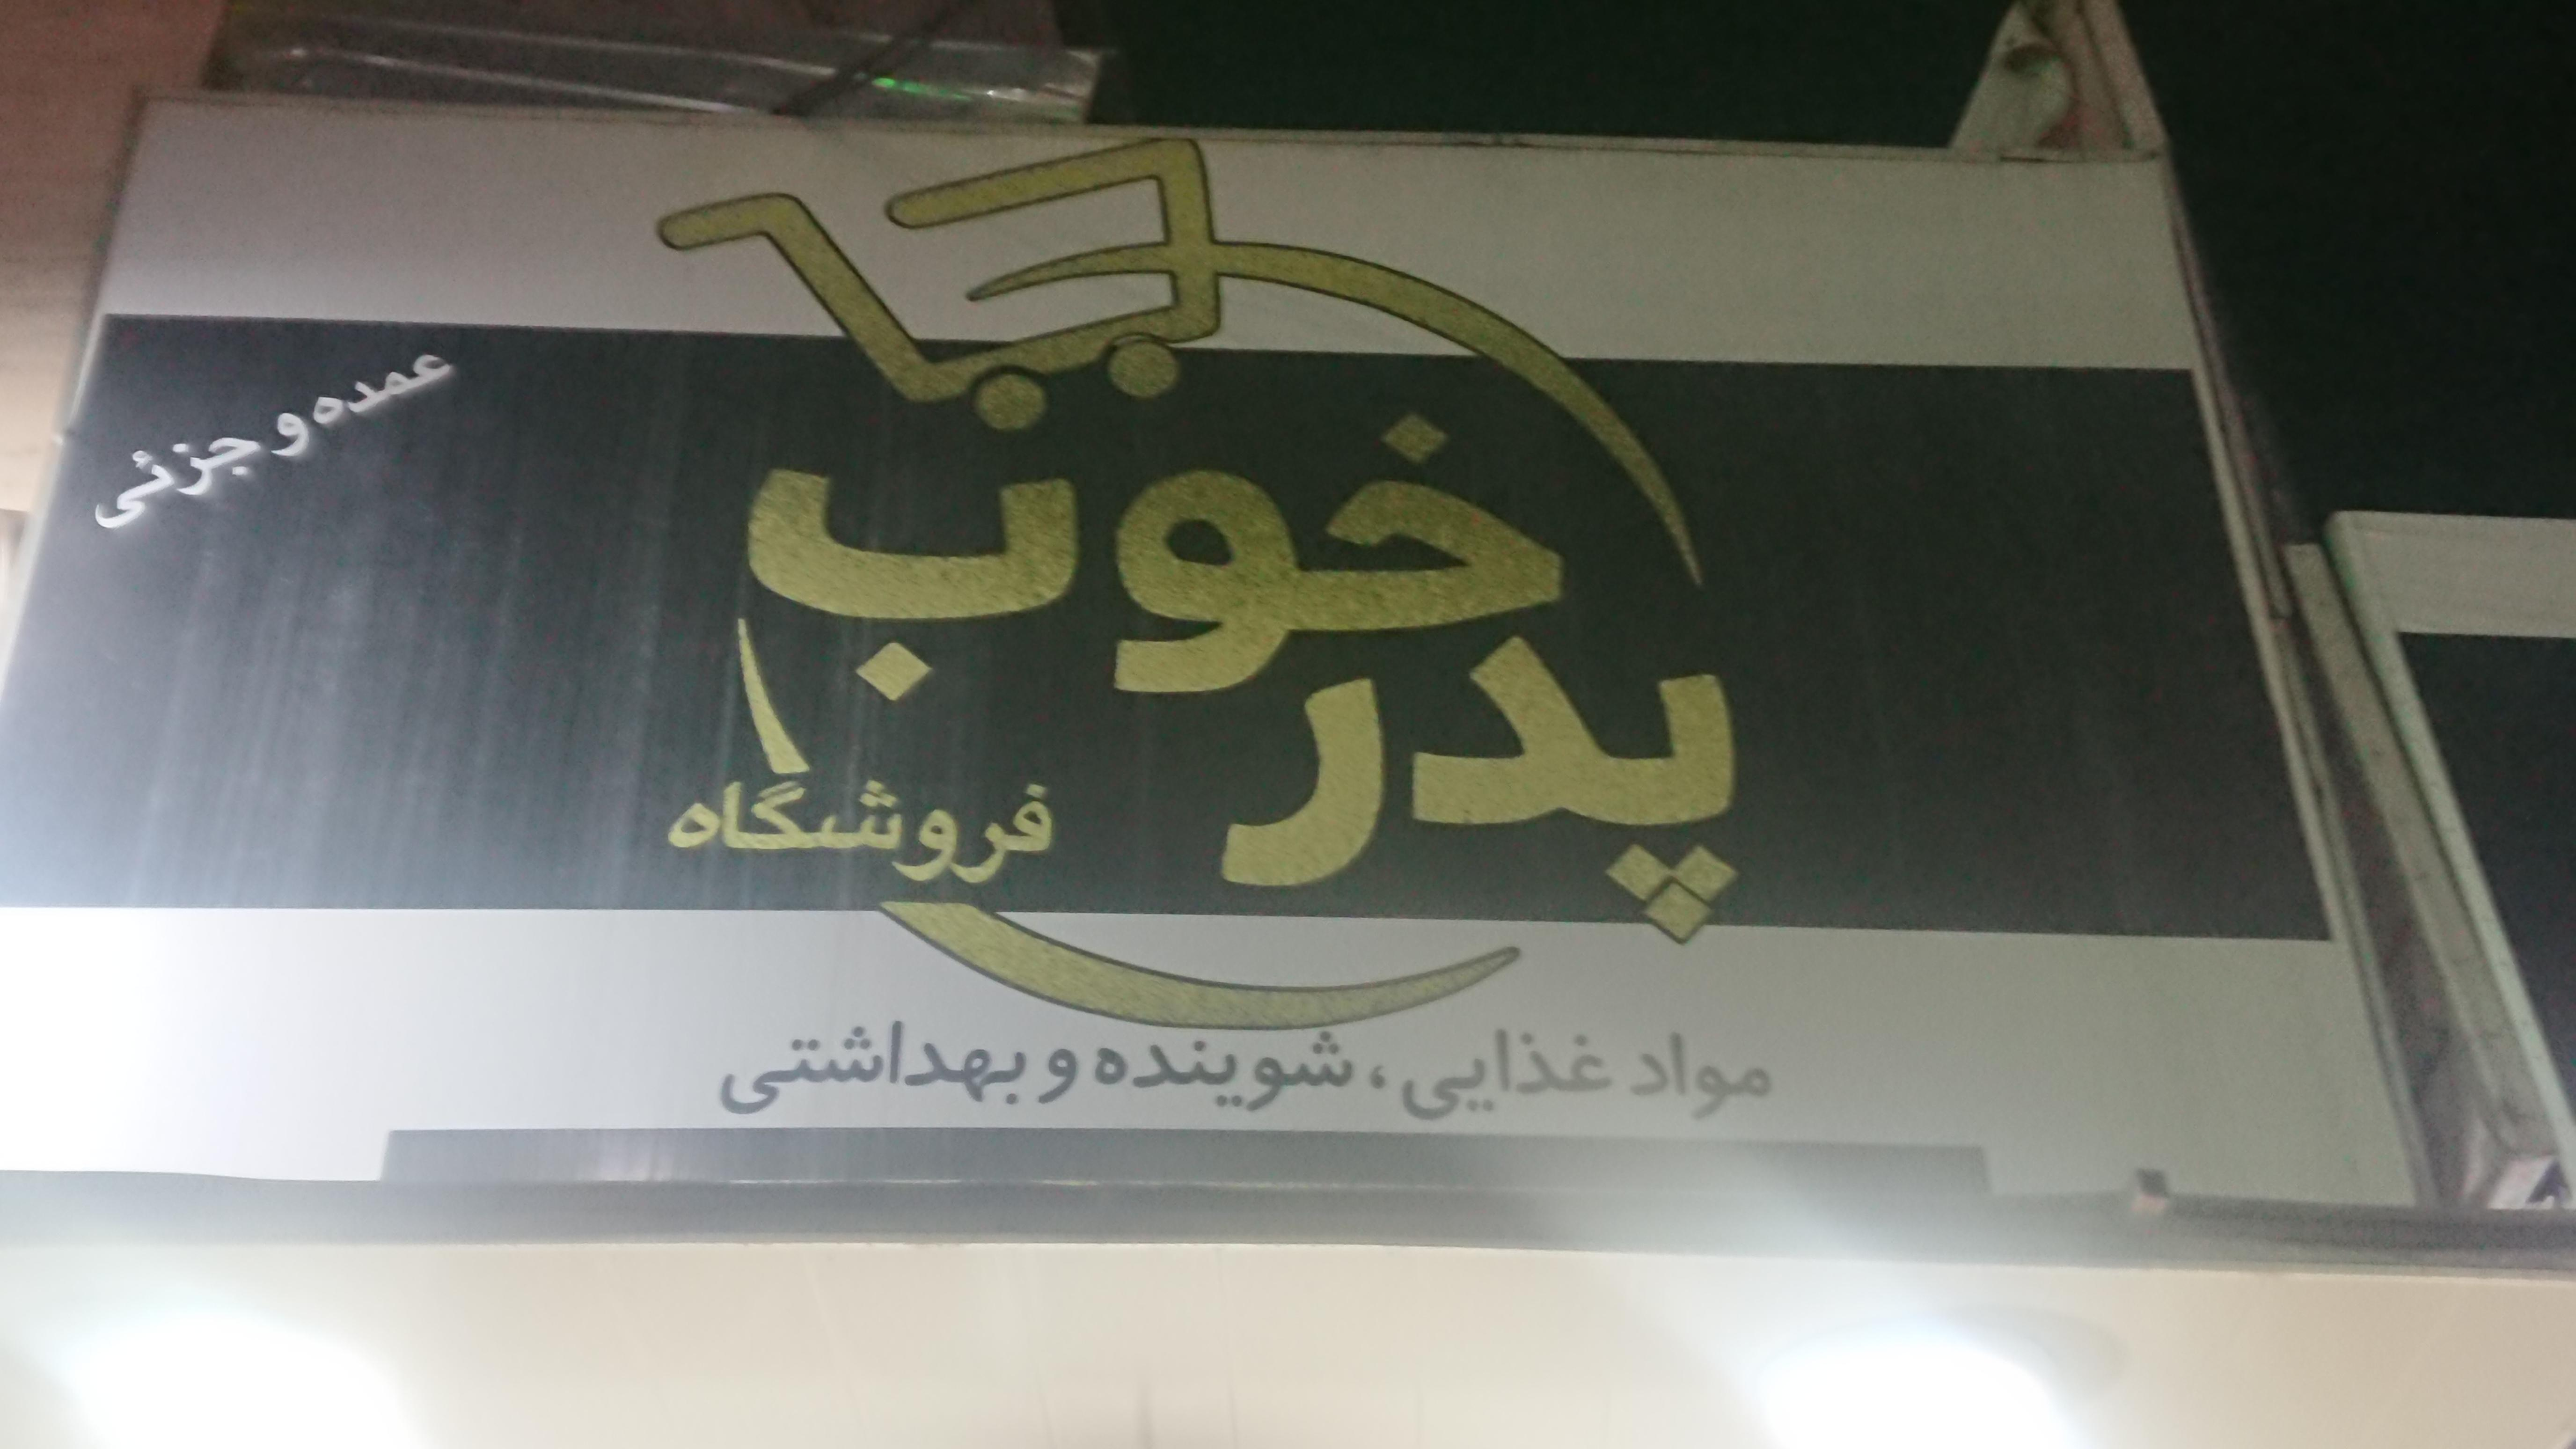 عمده و جزئی
خوب
پدر
فروشگاه
مواد غذایی، شوینده و بهداشتی